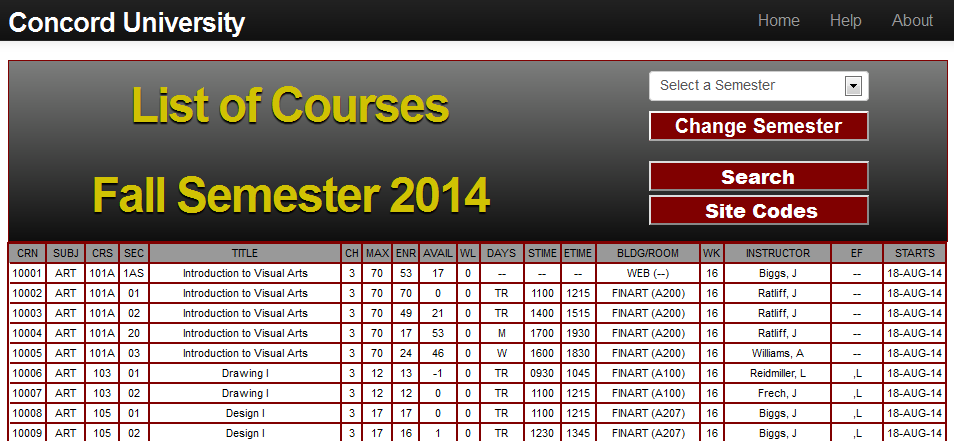 Concord University Home Help About
List of Courses
Fall Semester 2014
Select a Semester
Change Semester
Search
Site Codes
CRN SUBJ CRS SEC TITLE CH MAX ENR AVAIL WL DAYS STIME ETIME BLDG/ROOM WK INSTRUCTOR EF STARTS
10001 ART 101A 1AS Introduction to Visual Arts 3 70 53 17 0 -- -- -- WEB (--) 16 Biggs, J -- 18-AUG-14
10002 ART 101A 01 Introduction to Visual Arts 3 70 70 0 0 TR 1100 1215 FINART (A200) 16 Ratliff, J -- 18-AUG-14
10003 ART 101A 02 Introduction to Visual Arts 3 70 49 21 0 TR 1400 1515 FINART (A200) 16 Ratliff, J -- 18-AUG-14
10004 ART 101A 20 Introduction to Visual Arts 3 70 17 53 0 M 1700 1930 FINART (A200) 16 Ratliff, J -- 18-AUG-14
10005 ART 101A 03 Introduction to Visual Arts 3 70 24 46 0 W 1600 1830 FINART (A200) 16 Williams, A -- 18-AUG-14
10006 ART 103 01 Drawing I 3 12 13 -1 0 TR 0930 1045 FINART (A100) 16 Reidmiller, L ,L 18-AUG-14
10007 ART 103 02 Drawing I 3 12 12 0 0 TR 1100 1215 FINART (A100) 16 Frech, J ,L 18-AUG-14
10008 ART 105 01 Design I 3 17 17 0 0 TR 1100 1215 FINART (A207) 16 Biggs, J ,L 18-AUG-14
10009 ART 105 02 Design I 3 17 16 1 0 TR 1230 1345 FINART (A207) 16 Biggs, J ,L 18-AUG-14